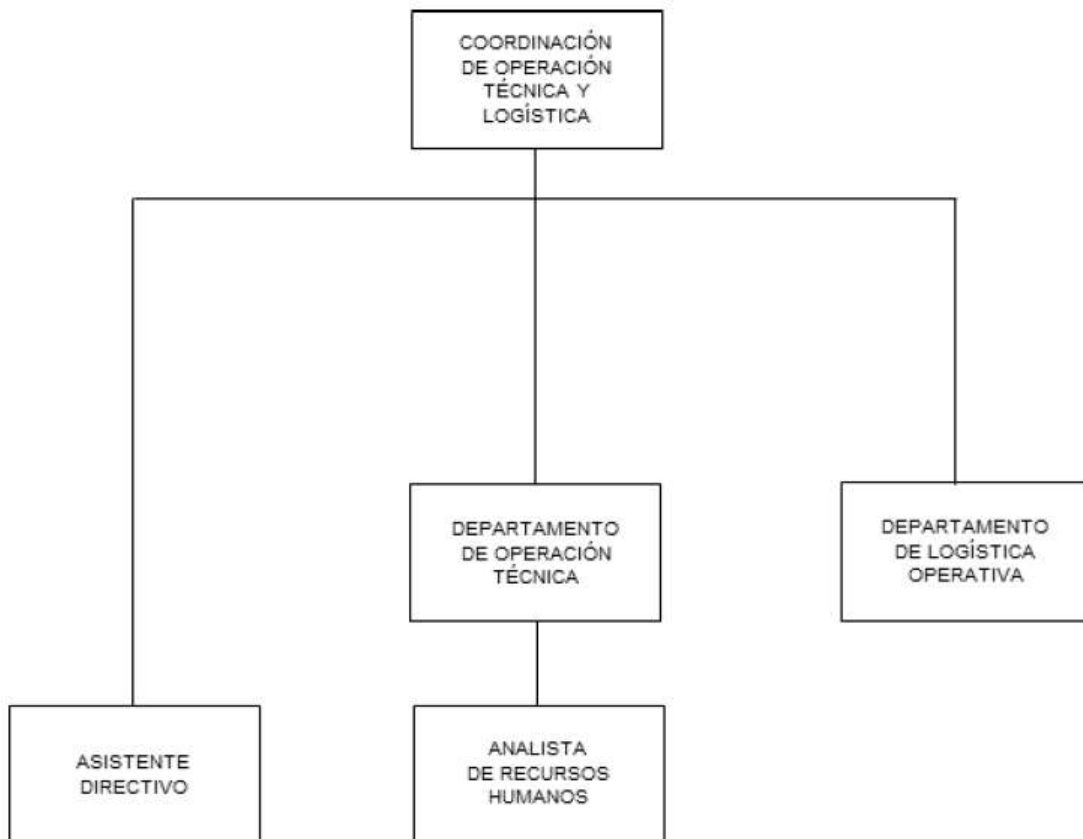 COORDINACIÓN
DE OPERACIÓN
TÉCNICA Y
LOGÍSTICA
DEPARTAMENTO
DE OPERACIÓN
TÉCNICA
DEPARTAMENTO
DE LOGÍSTICA
OPERATIVA
ASISTENTE
DIRECTIVO
ANALISTA
DE RECURSOS
HUMANOS